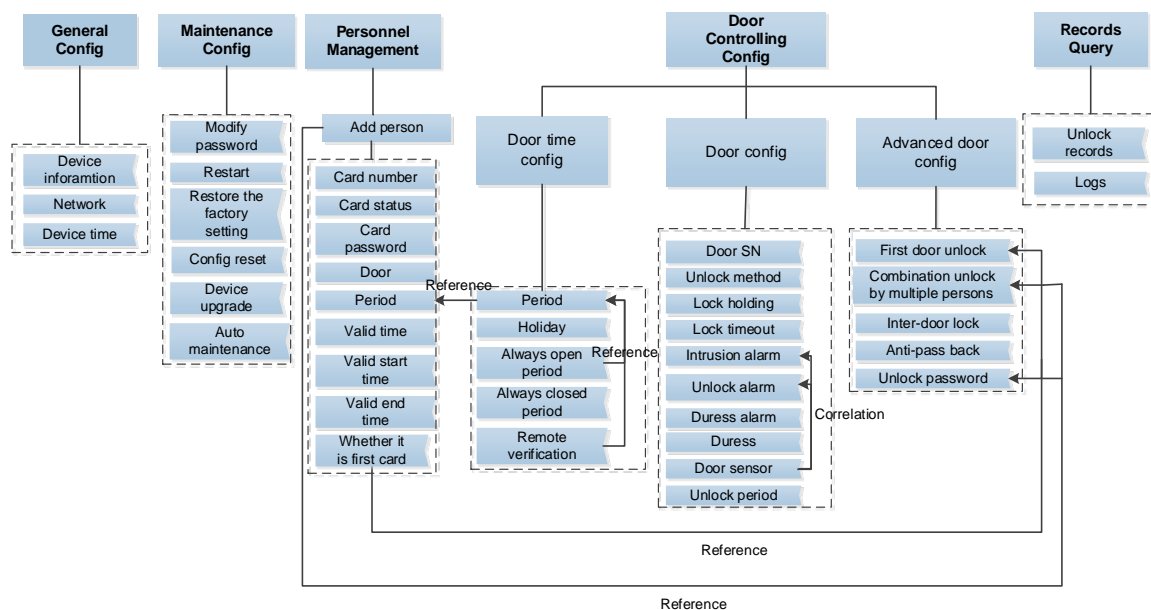 General
Config
Device
inforamtion
Network
Device time
Maintenance
Config
Modify
password
Restart
Restore the
factory
setting
Config reset
Device
upgrade
Auto
maintenance
Personnel
Management
Add person
Card number
Card status
Card
password
Door
Period
Valid time
Valid start
time
Valid end
time
Whether it
is first card
Door
Controlling
Config
Door time
config
Reference
Period
Holiday
Always open
period
Reference
Always closed
period
Remote
verification
Door config
Door SN
Unlock method
Lock holding
Lock timeout
Intrusion alarm
Unlock alarm
Correlation
Duress alarm
Duress
Door sensor
Unlock period
Advanced door
config
First door unlock
Combination unlock
by multiple persons
Inter-door lock
Anti-pass back
Unlock password
Records
Query
Unlock
records
Logs
Reference
Reference